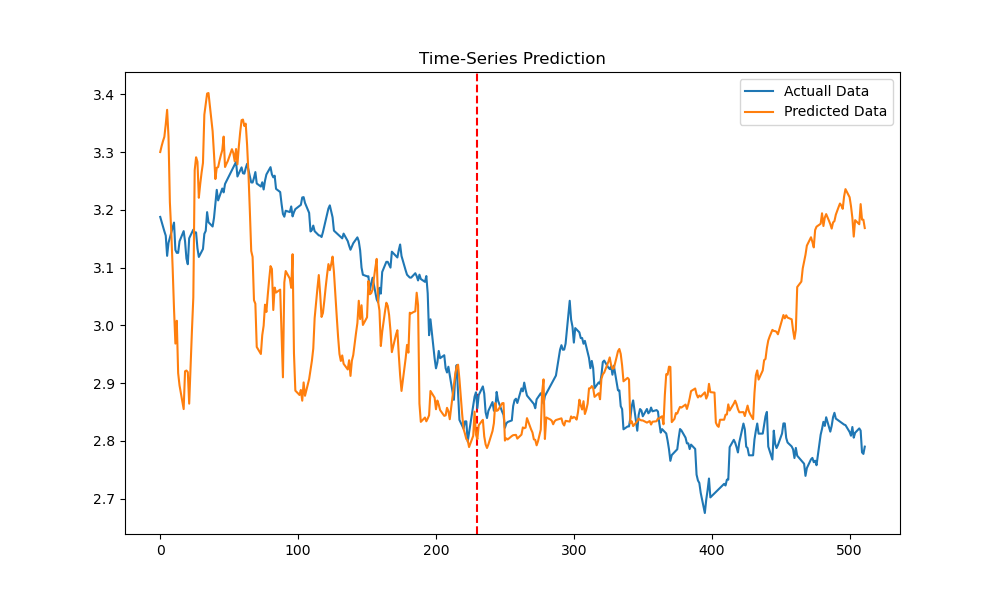 Time-Series Prediction
Actuall Data
Predicted Data
3.4
3.3
3.2
3.1
3.0
2.9
2.8
2.7
0 100 200 300 400 500